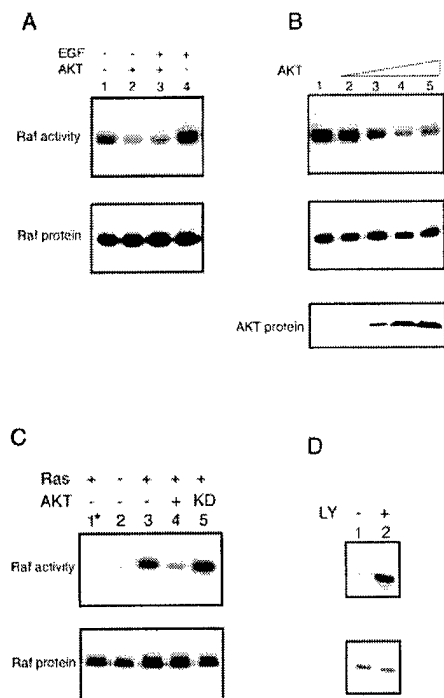 A
EGF - - + +
AKT - + + -
1 2 3 4
Raf activity
Raf protein
B
AKT
1 2 3 4 5
AKT protein
C
Ras + - + + +
AKT - - - + KD
1* 2 3 4 5
Raf activity
Raf protein
D
LY - +
1 2